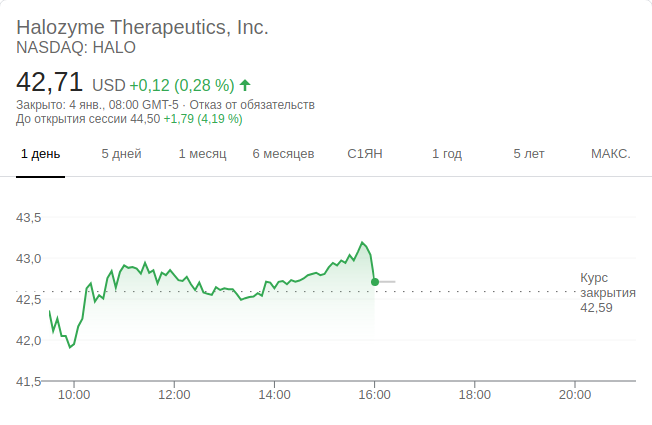 Halozyme Therapeutics, Inc.
NASDAQ: HALO
42,71 USD +0,12 (0,28 %)
Закрыто: 4 янв., 08:00 GMT-5 · Отказ от обязательств
До открытия сессии 44,50 +1,79 (4,19 %)
1 день 5 дней 1 месяц 6 месяцев С1ЯН 1 год 5 лет МАКС.
43,5
43,0
Курс
закрытия
42,59
42,5
42,0
41,5
10:00 12:00 14:00 16:00 18:00 20:00